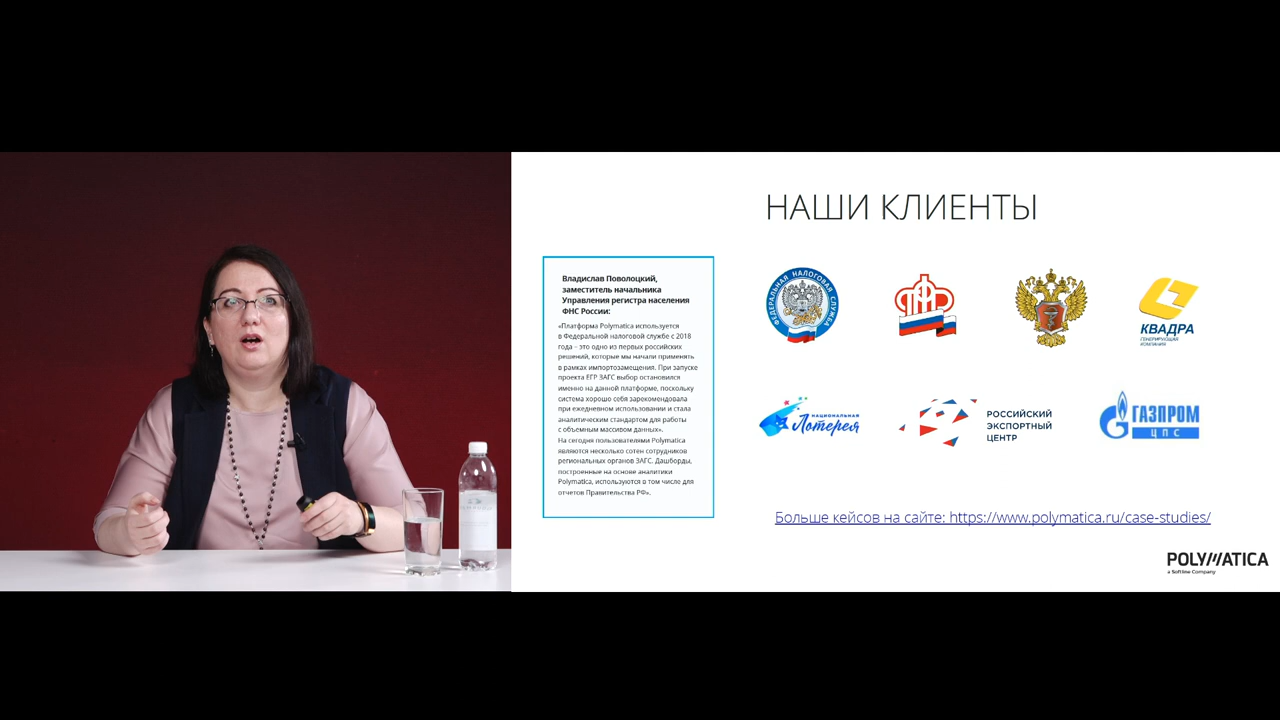 НАШИ КЛИЕНТЫ
Владислав Поволоцкий,
заместитель начальника
Управления регистра населения
ФНС России:
«Платформа Polymatica используется
в Федеральной налоговой службе с 2018
года – это одно из первых российских
решений, которые мы начали применять
в рамках импортозамещения. При запуске
проекта ЕГР ЗАГС выбор остановился
именно на данной платформе, поскольку
система хорошо себя зарекомендовала
при ежедневном использовании и стала
аналитическим стандартом для работы
с объемным массивом данных».
На сегодня пользователями Polymatica
являются несколько сотен сотрудников
региональных органов ЗАГС. Дашборды,
построенные на основе аналитики
Polymatica, используются в том числе для
отчетов Правительства РФ».
ФЕДЕРАЛЬНАЯ НАЛОГОВАЯ СЛУЖБА
КВАДРА
ГЕНЕРИРУЮЩАЯ
КОМПАНИЯ
НАЦИОНАЛЬНАЯ
Лотерея
РОССИЙСКИЙ
ЭКСПОРТНЫЙ
ЦЕНТР
ГАЗПРОМ
ЦПС
Больше кейсов на сайте: https://www.polymatica.ru/case-studies/
POLYMATICA
a Softline Company